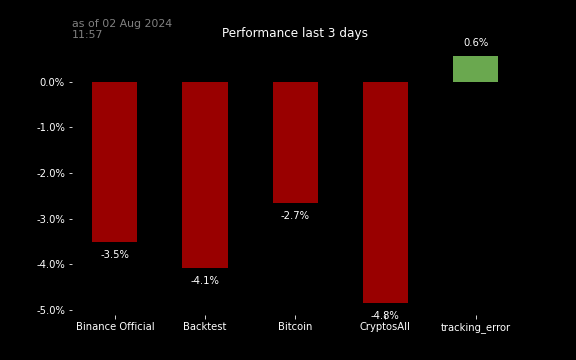 as of 02 Aug 2024
11:57
Performance last 3 days
0.6%
0.0%
-1.0%
-2.0%
-3.0%
-4.0%
-5.0%
-3.5%
-4.1%
-2.7%
-4.8%
Binance Official
Backtest
Bitcoin
CryptosAll
tracking_error